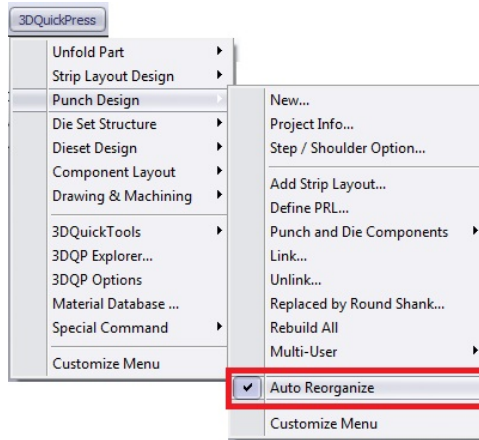 3DQuickPress
Unfold Part
Strip Layout Design
Punch Design
Die Set Structure
Dieset Design
Component Layout
Drawing & Machining
3DQuickTools
3DQP Explorer...
3DQP Options
Material Database ...
Special Command
Customize Menu
New...
Project Info...
Step / Shoulder Option...
Add Strip Layout...
Define PRL...
Punch and Die Components
Link...
Unlink...
Replaced by Round Shank...
Rebuild All
Multi-User
Auto Reorganize
Customize Menu